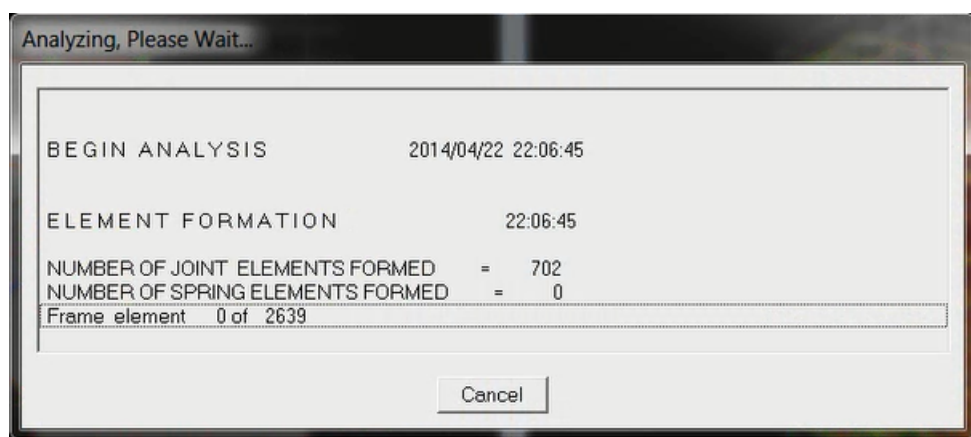 Analyzing, Please Wait...
BEGIN ANALYSIS 2014/04/22 22:06:45
ELEMENT FORMATION 22:06:45
NUMBER OF JOINT ELEMENTS FORMED = 702
NUMBER OF SPRING ELEMENTS FORMED = 0
Frame element 0 of 2639
Cancel